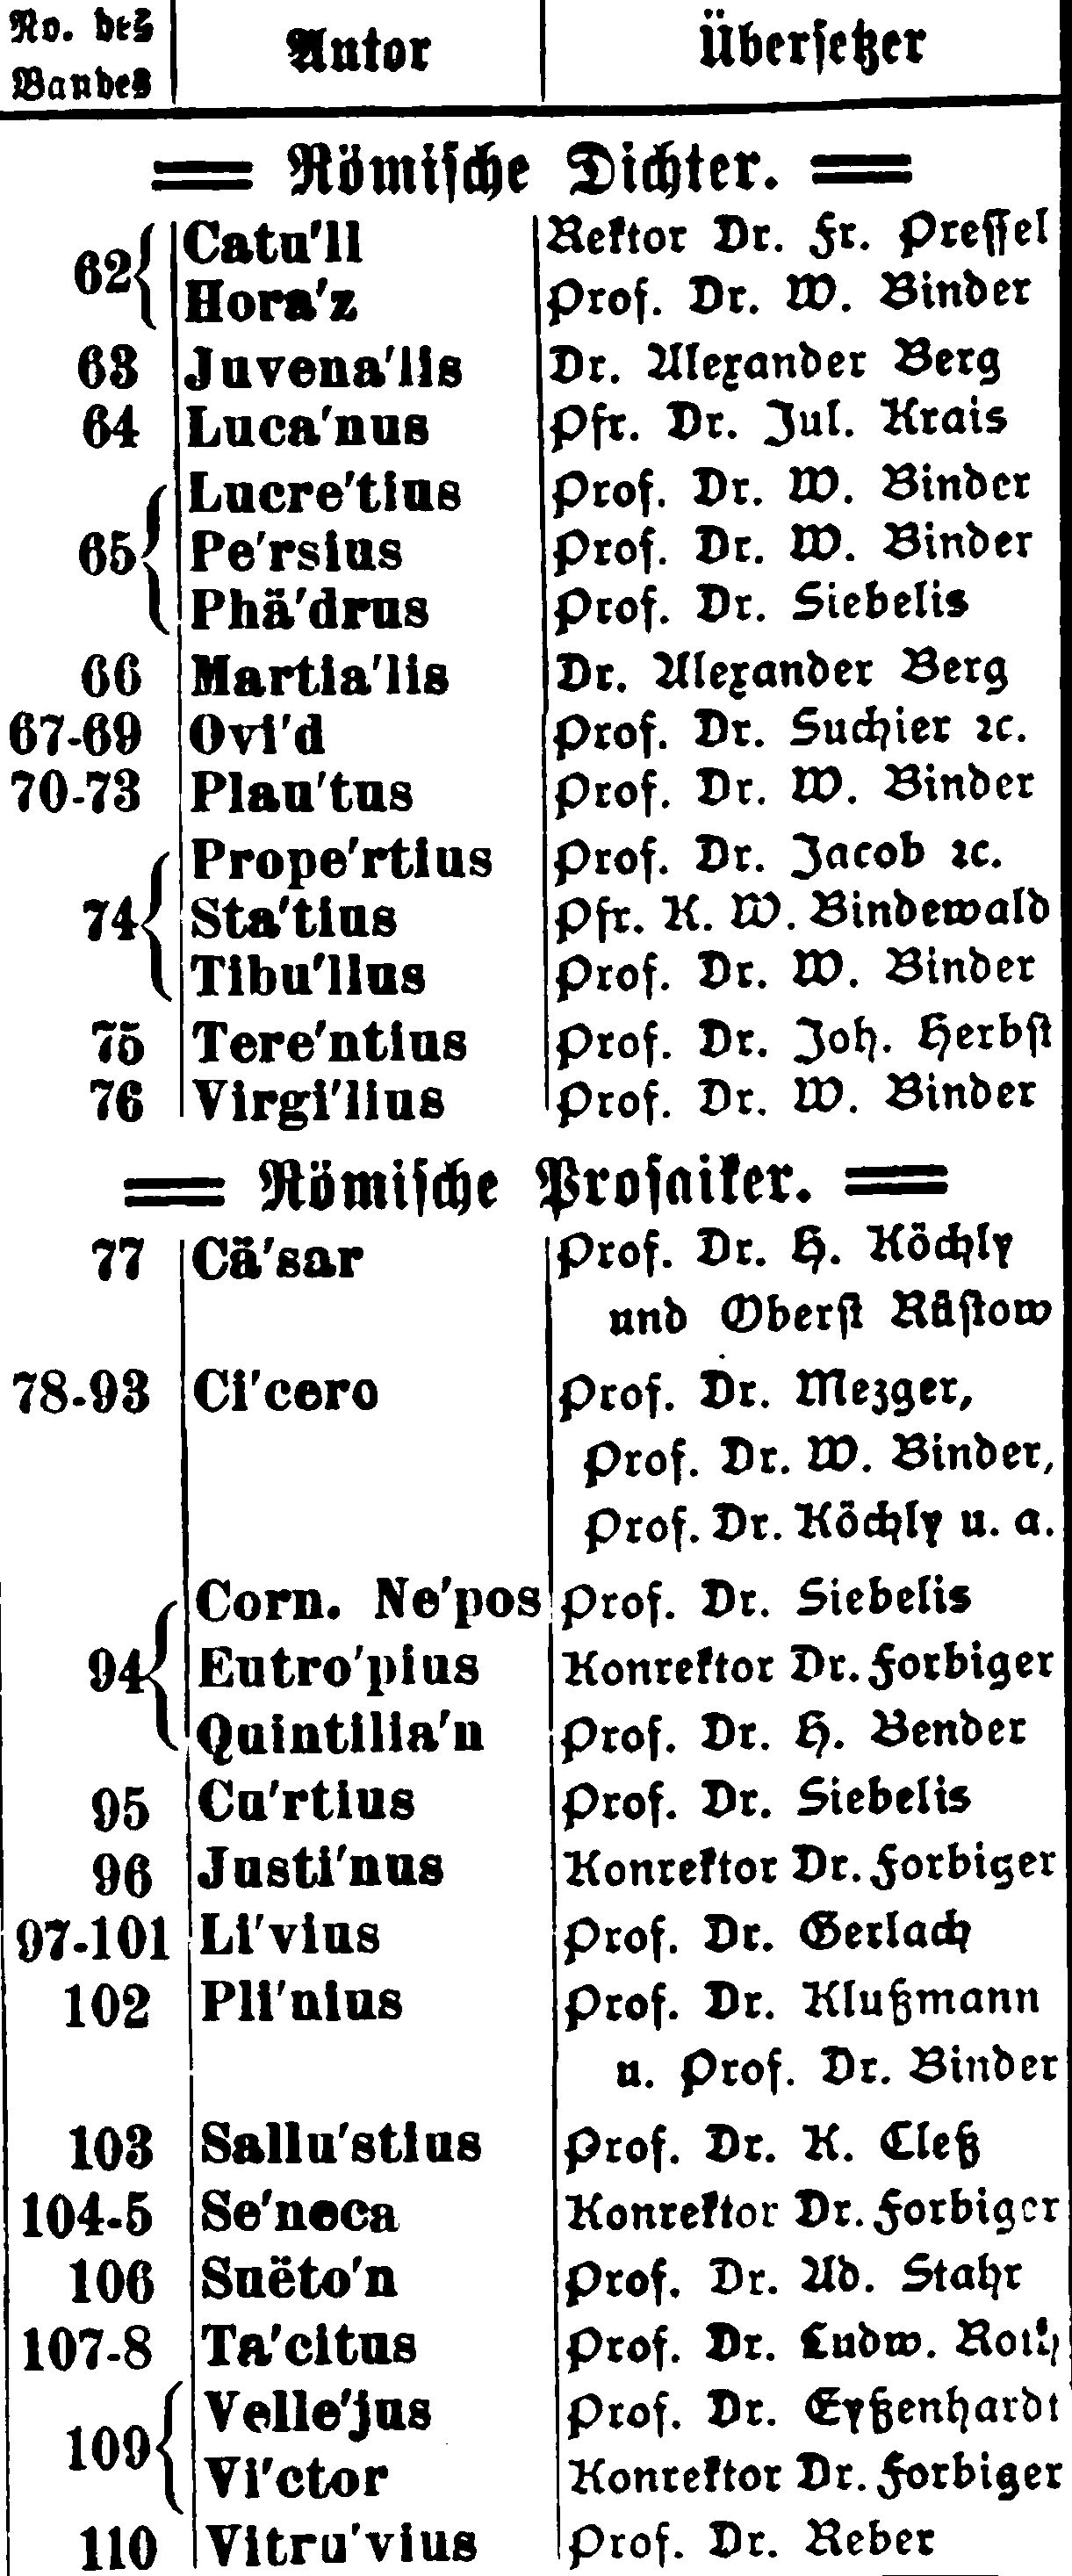 No. des Bandes | Autor | Übersetzer
Römische Dichter.
62 { Catu'll | Rektor Dr. Fr. Pressel
Hora'z | Prof. Dr. W. Binder
63 | Juvena'lis | Dr. Alexander Berg
64 | Luca'nus | Pfr. Dr. Jul. Krais
Lucre'tius | Prof. Dr. W. Binder
65 { Pe'rsius | Prof. Dr. W. Binder
Phä'drus | Prof. Dr. Siebelis
66 | Martia'lis | Dr. Alexander Berg
67-69 | Ovi'd | Prof. Dr. Suchier ꝛc.
70-73 | Plau'tus | Prof. Dr. W. Binder
Prope'rtius | Prof. Dr. Jacob ꝛc.
74 { Sta'tius | Pfr. K. W. Bindewald
Tibu'llus | Prof. Dr. W. Binder
75 | Tere'ntius | Prof. Dr. Joh. Herbst
76 | Virgi'lius | Prof. Dr. W. Binder
Römische Prosaiker.
77 | Cä'sar | Prof. Dr. H. Köchly
und Oberst Rüstow
78-93 | Ci'cero | Prof. Dr. Mezger,
Prof. Dr. W. Binder,
Prof. Dr. Köchly u. a.
Corn. Ne'pos | Prof. Dr. Siebelis
94 { Eutro'pius | Konrektor Dr. Forbiger
Quintilia'n | Prof. Dr. H. Bender
95 | Cu'rtius | Prof. Dr. Siebelis
96 | Justi'nus | Konrektor Dr. Forbiger
97-101 | Li'vius | Prof. Dr. Gerlach
102 | Pli'nius | Prof. Dr. Klußmann
u. Prof. Dr. Binder
103 | Sallu'stius | Prof. Dr. K. Cleß
104-5 | Se'neca | Konrektor Dr. Forbiger
106 | Suëto'n | Prof. Dr. Ad. Stahr
107-8 | Ta'citus | Prof. Dr. Ludw. Roth
109 { Velle'jus | Prof. Dr. Eyßenhardt
Vi'ctor | Konrektor Dr. Forbiger
110 | Vitru'vius | Prof. Dr. Reber